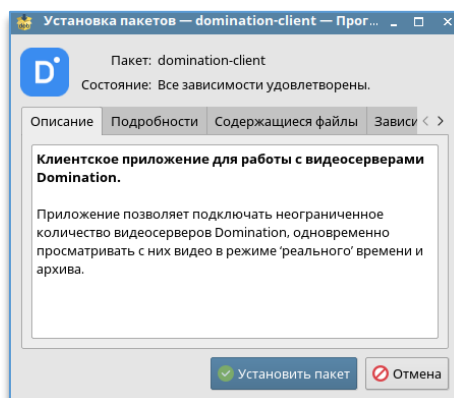 Установка пакетов — domination-client — Прог...
D
Пакет: domination-client
Состояние: Все зависимости удовлетворены.
Описание Подробности Содержащиеся файлы Зависи
Клиентское приложение для работы с видеосерверами
Domination.
Приложение позволяет подключать неограниченное
количество видеосерверов Domination, одновременно
просматривать с них видео в режиме 'реального' времени и
архива.
Установить пакет Отмена